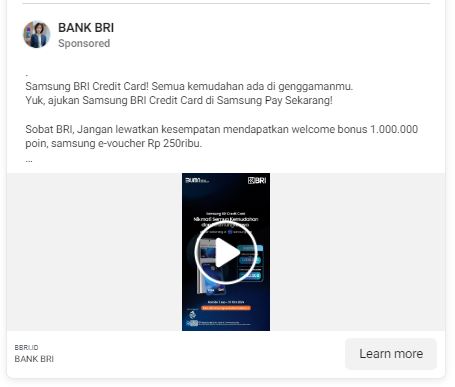 BANK BRI
Sponsored
.
Samsung BRI Credit Card! Semua kemudahan ada di genggamanmu.
Yuk, ajukan Samsung BRI Credit Card di Samsung Pay Sekarang!
Sobat BRI, Jangan lewatkan kesempatan mendapatkan welcome bonus 1.000.000
poin, samsung e-voucher Rp 250ribu.
...
BUMN
BRI
Samsung BRI Credit Card
Nikmati Semua Kemudahan
BBRI.ID
BANK BRI
Learn more